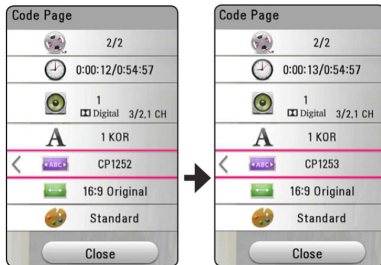 Code Page
2/2
0:00:12/0:54:57
1
Digital 3/2.1 CH
A
1 KOR
ABC
CP1252
16:9 Original
Standard
Close
Code Page
2/2
0:00:13/0:54:57
1
Digital 3/2.1 CH
A
1 KOR
ABC
CP1253
16:9 Original
Standard
Close